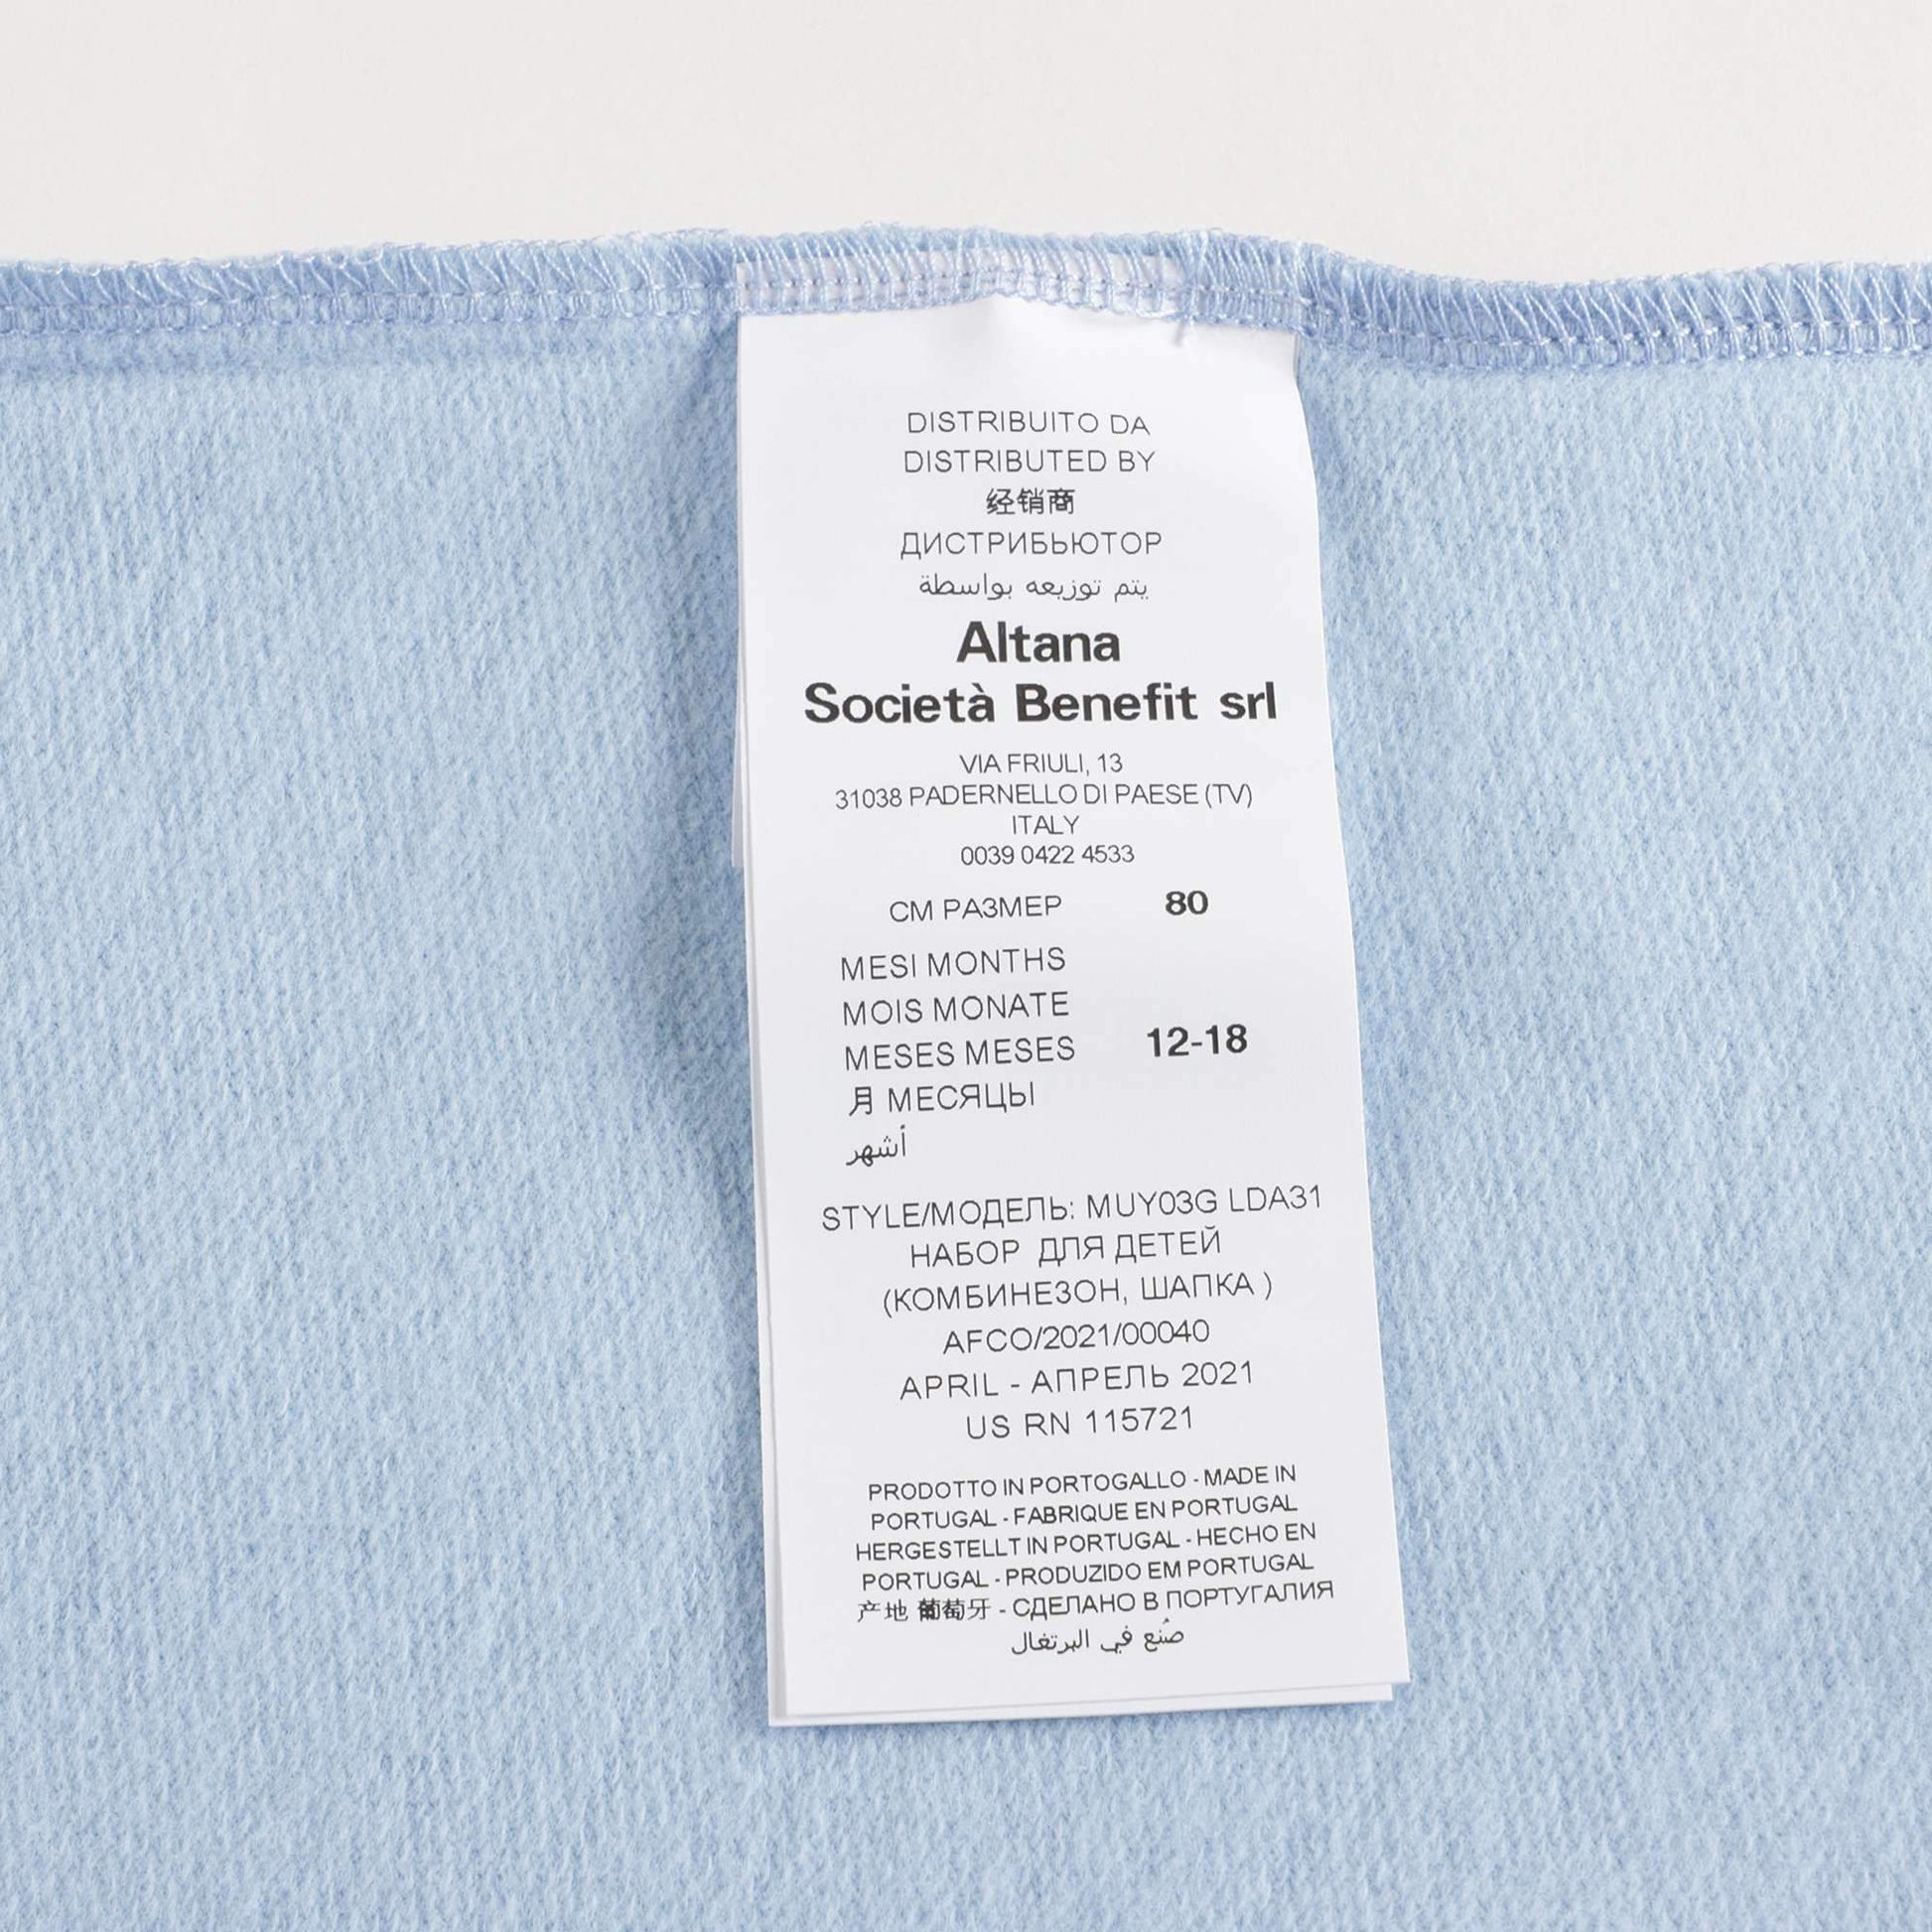 DISTRIBUITO DA
DISTRIBUTED BY
经销商
ДИСТРИБЬЮТОР
يتم توزيعه بواسطة
Altana
Società Benefit srl
VIA FRIULI, 13
31038 PADERNELLO DI PAESE (TV)
ITALY
0039 0422 4533
СМ РАЗМЕР 80
MESI MONTHS
MOIS MONATE
MESES MESES 12-18
月 МЕСЯЦЫ
أشهر
STYLE/МОДЕЛЬ: MUY03G LDA31
НАБОР ДЛЯ ДЕТЕЙ
(КОМБИНЕЗОН, ШАПКА )
AFCO/2021/00040
APRIL - АПРЕЛЬ 2021
US RN 115721
PRODOTTO IN PORTOGALLO - MADE IN
PORTUGAL - FABRIQUE EN PORTUGAL
HERGESTELLT IN PORTUGAL - HECHO EN
PORTUGAL - PRODUZIDO EM PORTUGAL
产地 葡萄牙 - СДЕЛАНО В ПОРТУГАЛИЯ
صُنع في البرتغال